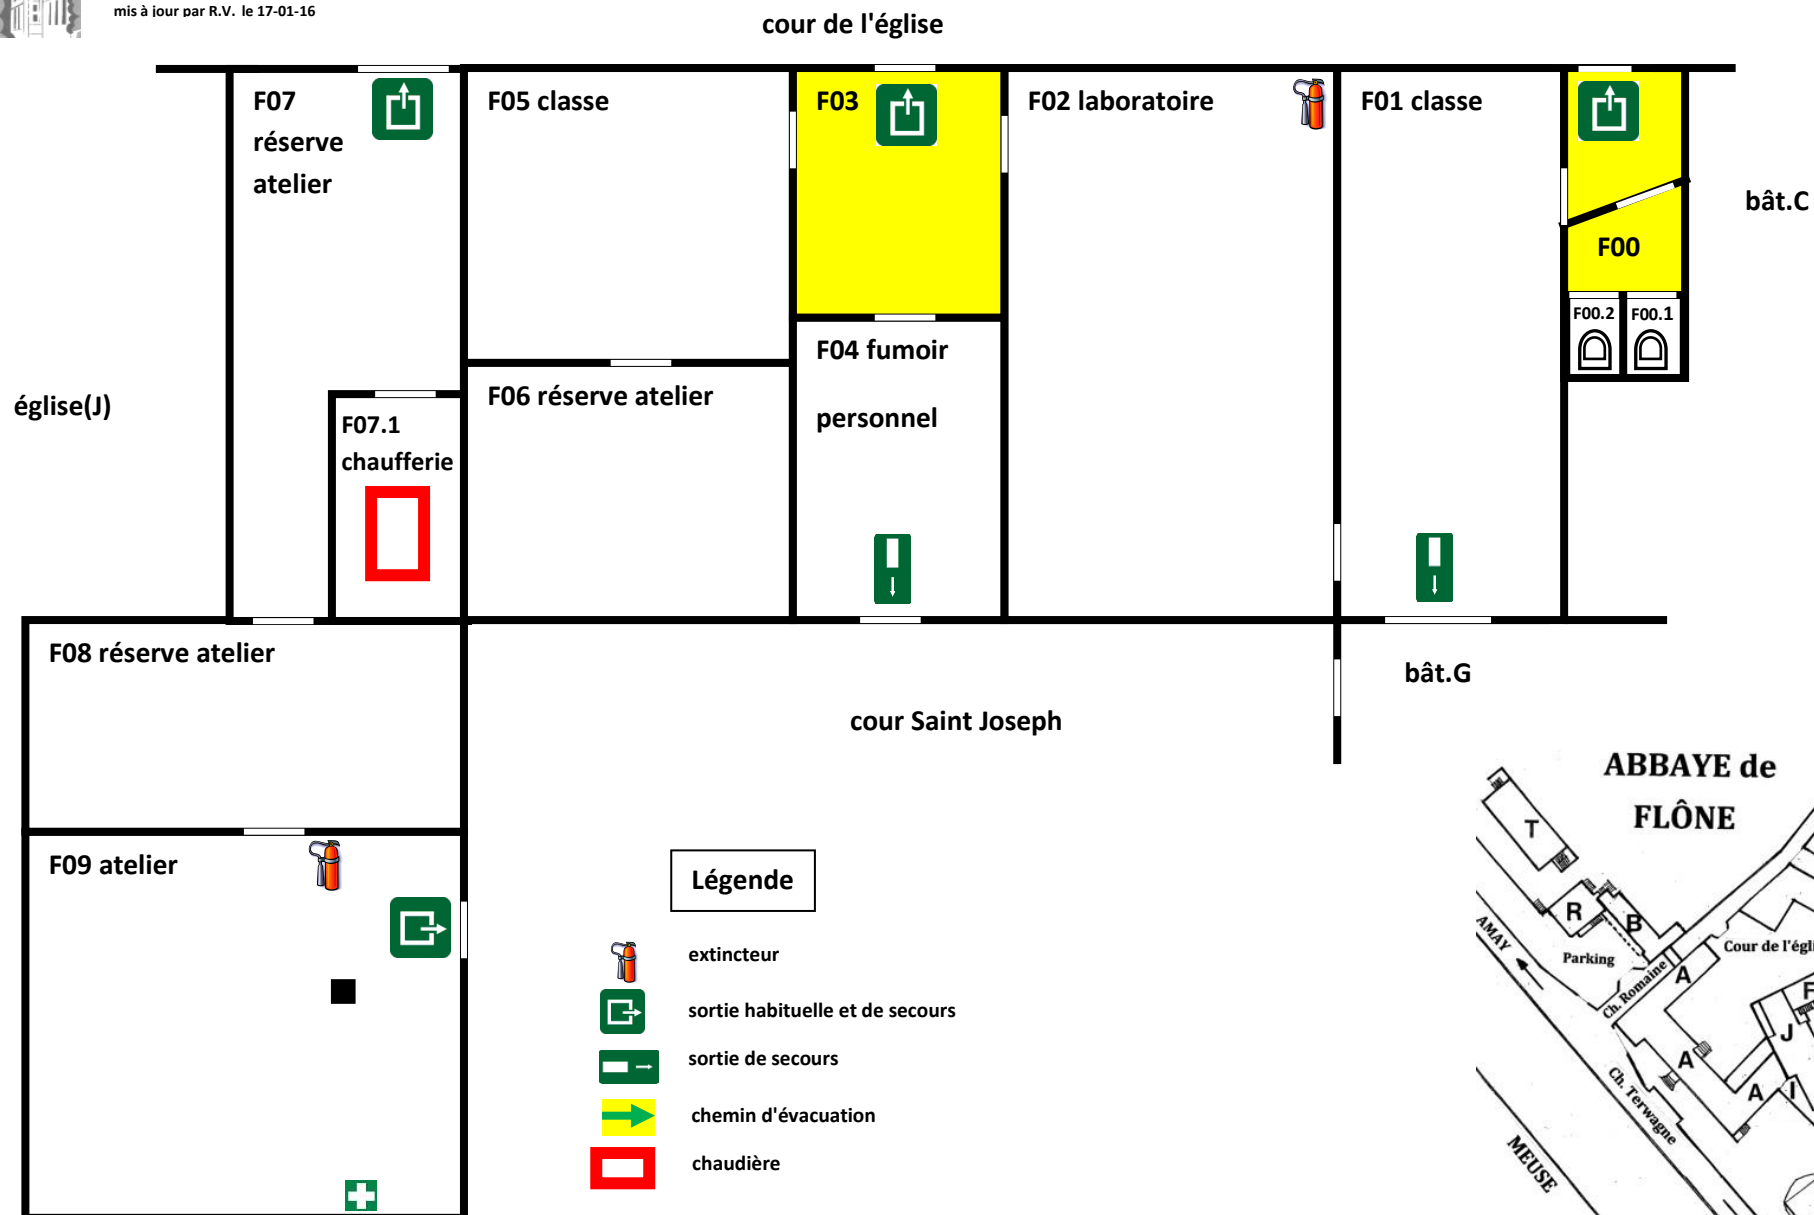 mis à jour par R.V. le 17-01-16
cour de l'église
F07
réserve
atelier
F05 classe
F03
F02 laboratoire
F01 classe
bât.C
F00
F00.2
F00.1
F04 fumoir
personnel
église(J)
F06 réserve atelier
F07.1
chaufferie
F08 réserve atelier
bât.G
cour Saint Joseph
F09 atelier
Légende
extincteur
sortie habituelle et de secours
sortie de secours
chemin d'évacuation
chaudière
ABBAYE de
FLÔNE
T
R
B
AMAY
Parking
Cour de l'égli
Ch. Romaine
A
F
J
A
A
I
Ch. Terwagne
MEUSE